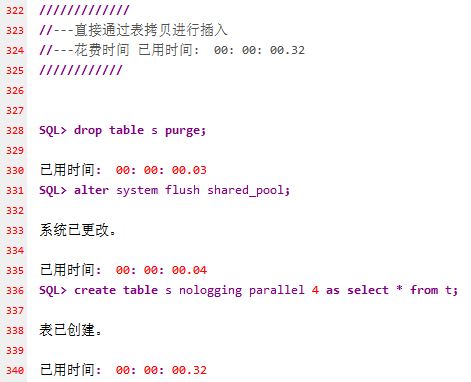 322 /////////////
323 //---直接通过表拷贝进行插入
324 //---花费时间 已用时间:  00: 00: 00.32
325 ////////////
326
327
328 SQL> drop table s purge;
329
330 已用时间:  00: 00: 00.03
331 SQL> alter system flush shared_pool;
332
333 系统已更改。
334
335 已用时间:  00: 00: 00.04
336 SQL> create table s nologging parallel 4 as select * from t;
337
338 表已创建。
339
340 已用时间:  00: 00: 00.32